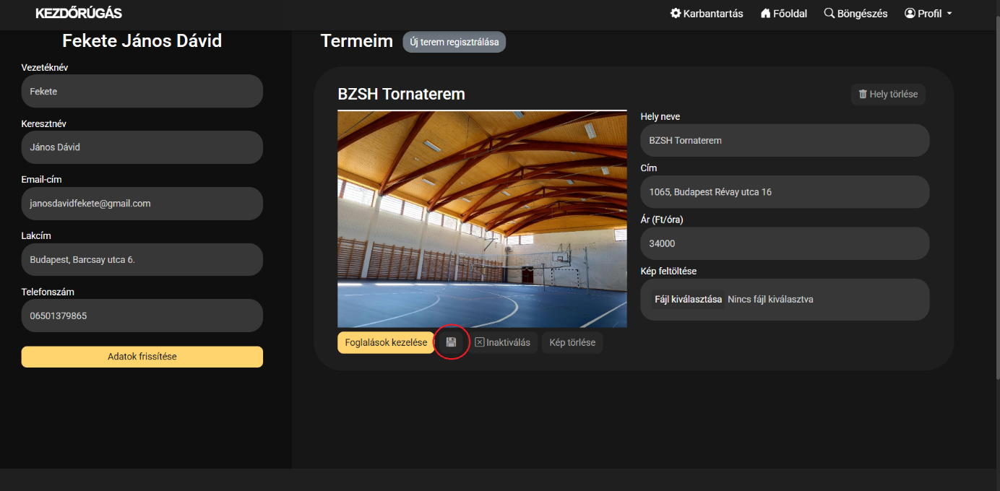 KEZDŐRÚGÁS
Karbantartás
Főoldal
Böngészés
Profil
Fekete János Dávid
Vezetéknév
Fekete
Keresztnév
János Dávid
Email-cím
janosdavidfekete@gmail.com
Lakcím
Budapest, Barcsay utca 6.
Telefonszám
06501379865
Adatok frissítése
Termeim
Új terem regisztrálása
BZSH Tornaterem
Hely törlése
Hely neve
BZSH Tornaterem
Cím
1065, Budapest Révay utca 16
Ár (Ft/óra)
34000
Kép feltöltése
Fájl kiválasztása Nincs fájl kiválasztva
Foglalások kezelése
Inaktiválás
Kép törlése